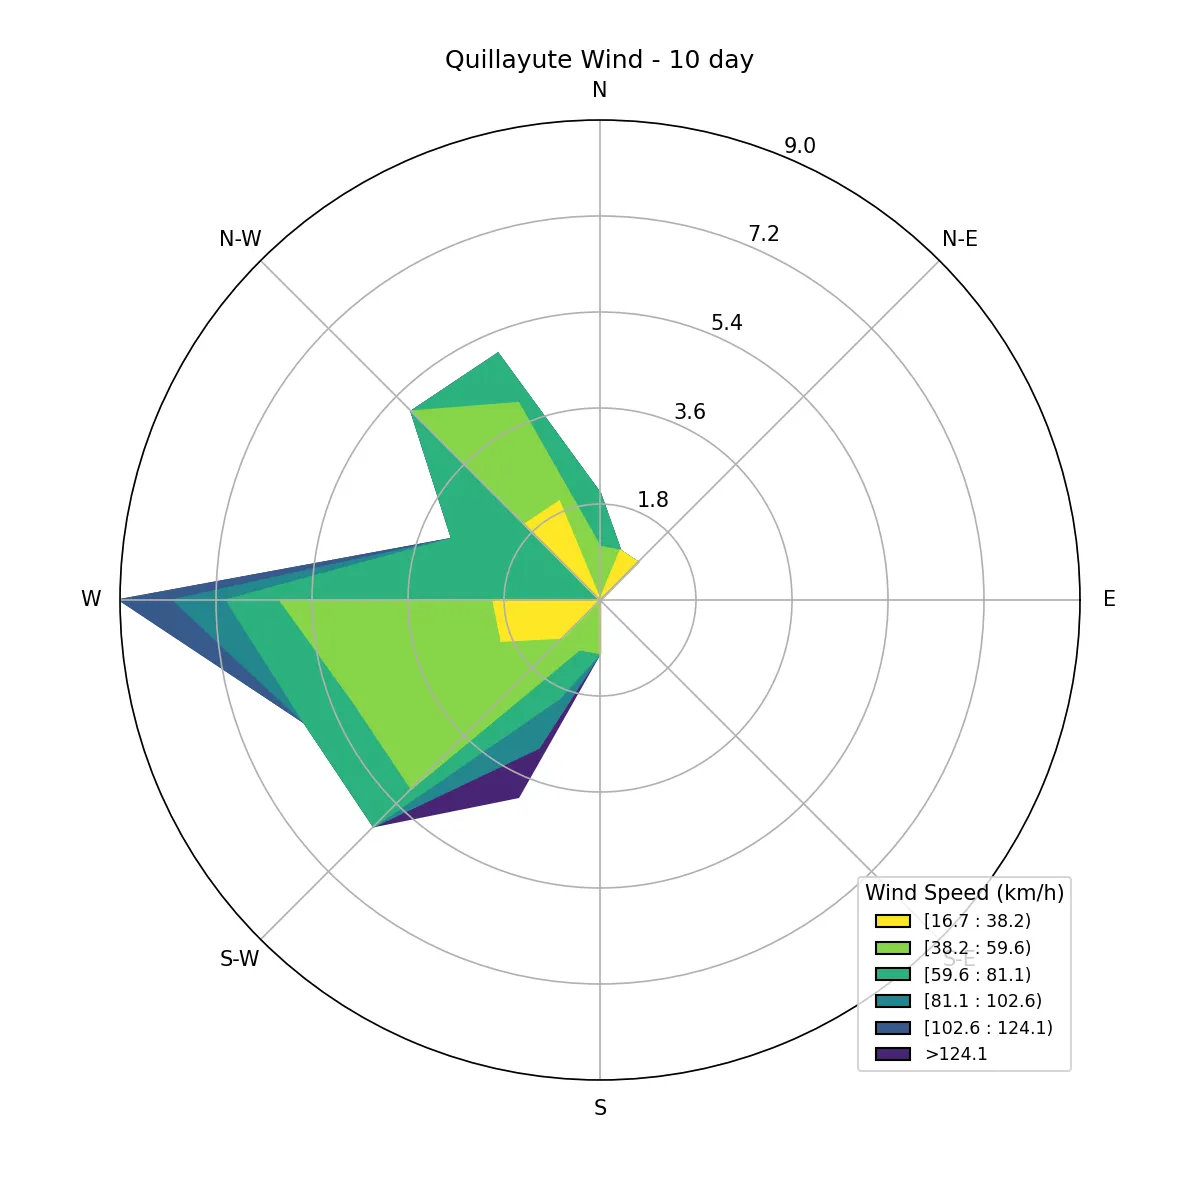 Quillayute Wind - 10 day
N
9.0
N-W
7.2
N-E
5.4
3.6
1.8
W
E
Wind Speed (km/h)
[16.7 : 38.2)
[38.2 : 59.6)
S-W
S-E
[59.6 : 81.1)
[81.1 : 102.6)
[102.6 : 124.1)
>124.1
S